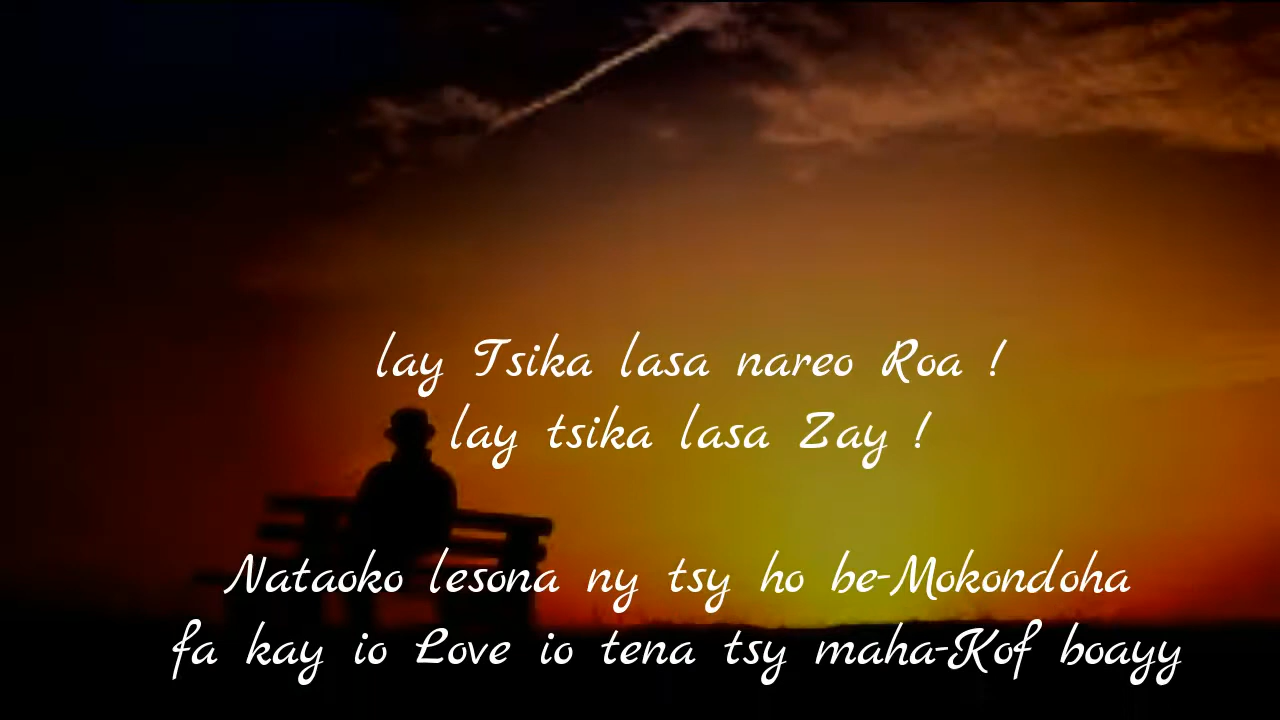 lay Tsika lasa nareo Roa !
lay tsika lasa Zay !
Nataoko lesona ny tsy ho be-Mokondoha
fa kay io Love io tena tsy maha-Kof boayy